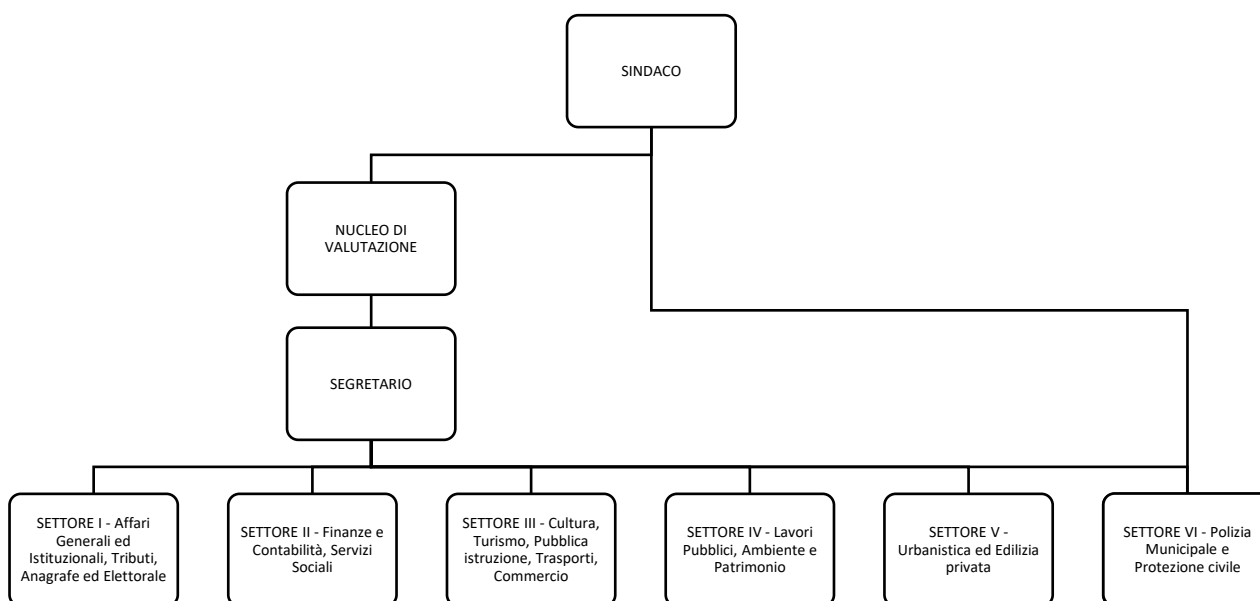 SINDACO
NUCLEO DI
VALUTAZIONE
SEGRETARIO
SETTORE I - Affari
Generali ed
Istituzionali, Tributi,
Anagrafe ed Elettorale
SETTORE II - Finanze e
Contabilità, Servizi
Sociali
SETTORE III - Cultura,
Turismo, Pubblica
istruzione, Trasporti,
Commercio
SETTORE IV - Lavori
Pubblici, Ambiente e
Patrimonio
SETTORE V -
Urbanistica ed Edilizia
privata
SETTORE VI - Polizia
Municipale e
Protezione civile